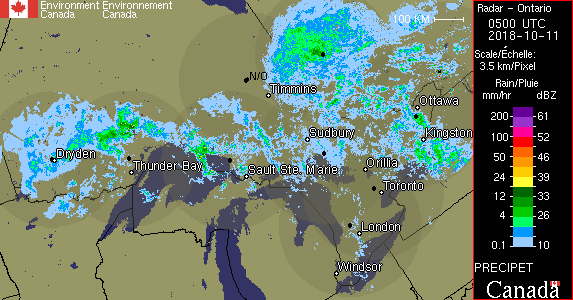 Environment Environnement
Canada Canada
100 KM
N/O
Timmins
Sudbury
Dryden
Thunder Bay
Sault Ste. Marie
Orillia
Ottawa
Kingston
Toronto
London
Windsor
Radar - Ontario
0500 UTC
2018-10-11
Scale/Échelle:
3.5 km/Pixel
Rain/Pluie
mm/hr dBZ
200 61
100 52
50 46
24 39
12 33
4 26
0.1 10
PRECIPET
Canada